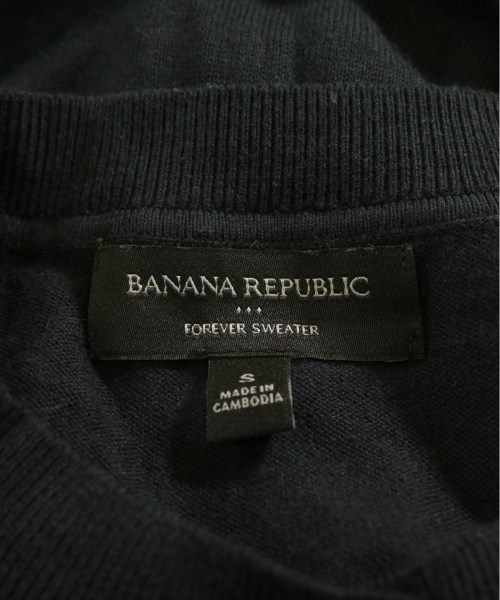 BANANA REPUBLIC
FOREVER SWEATER
S
MADE IN
CAMBODIA